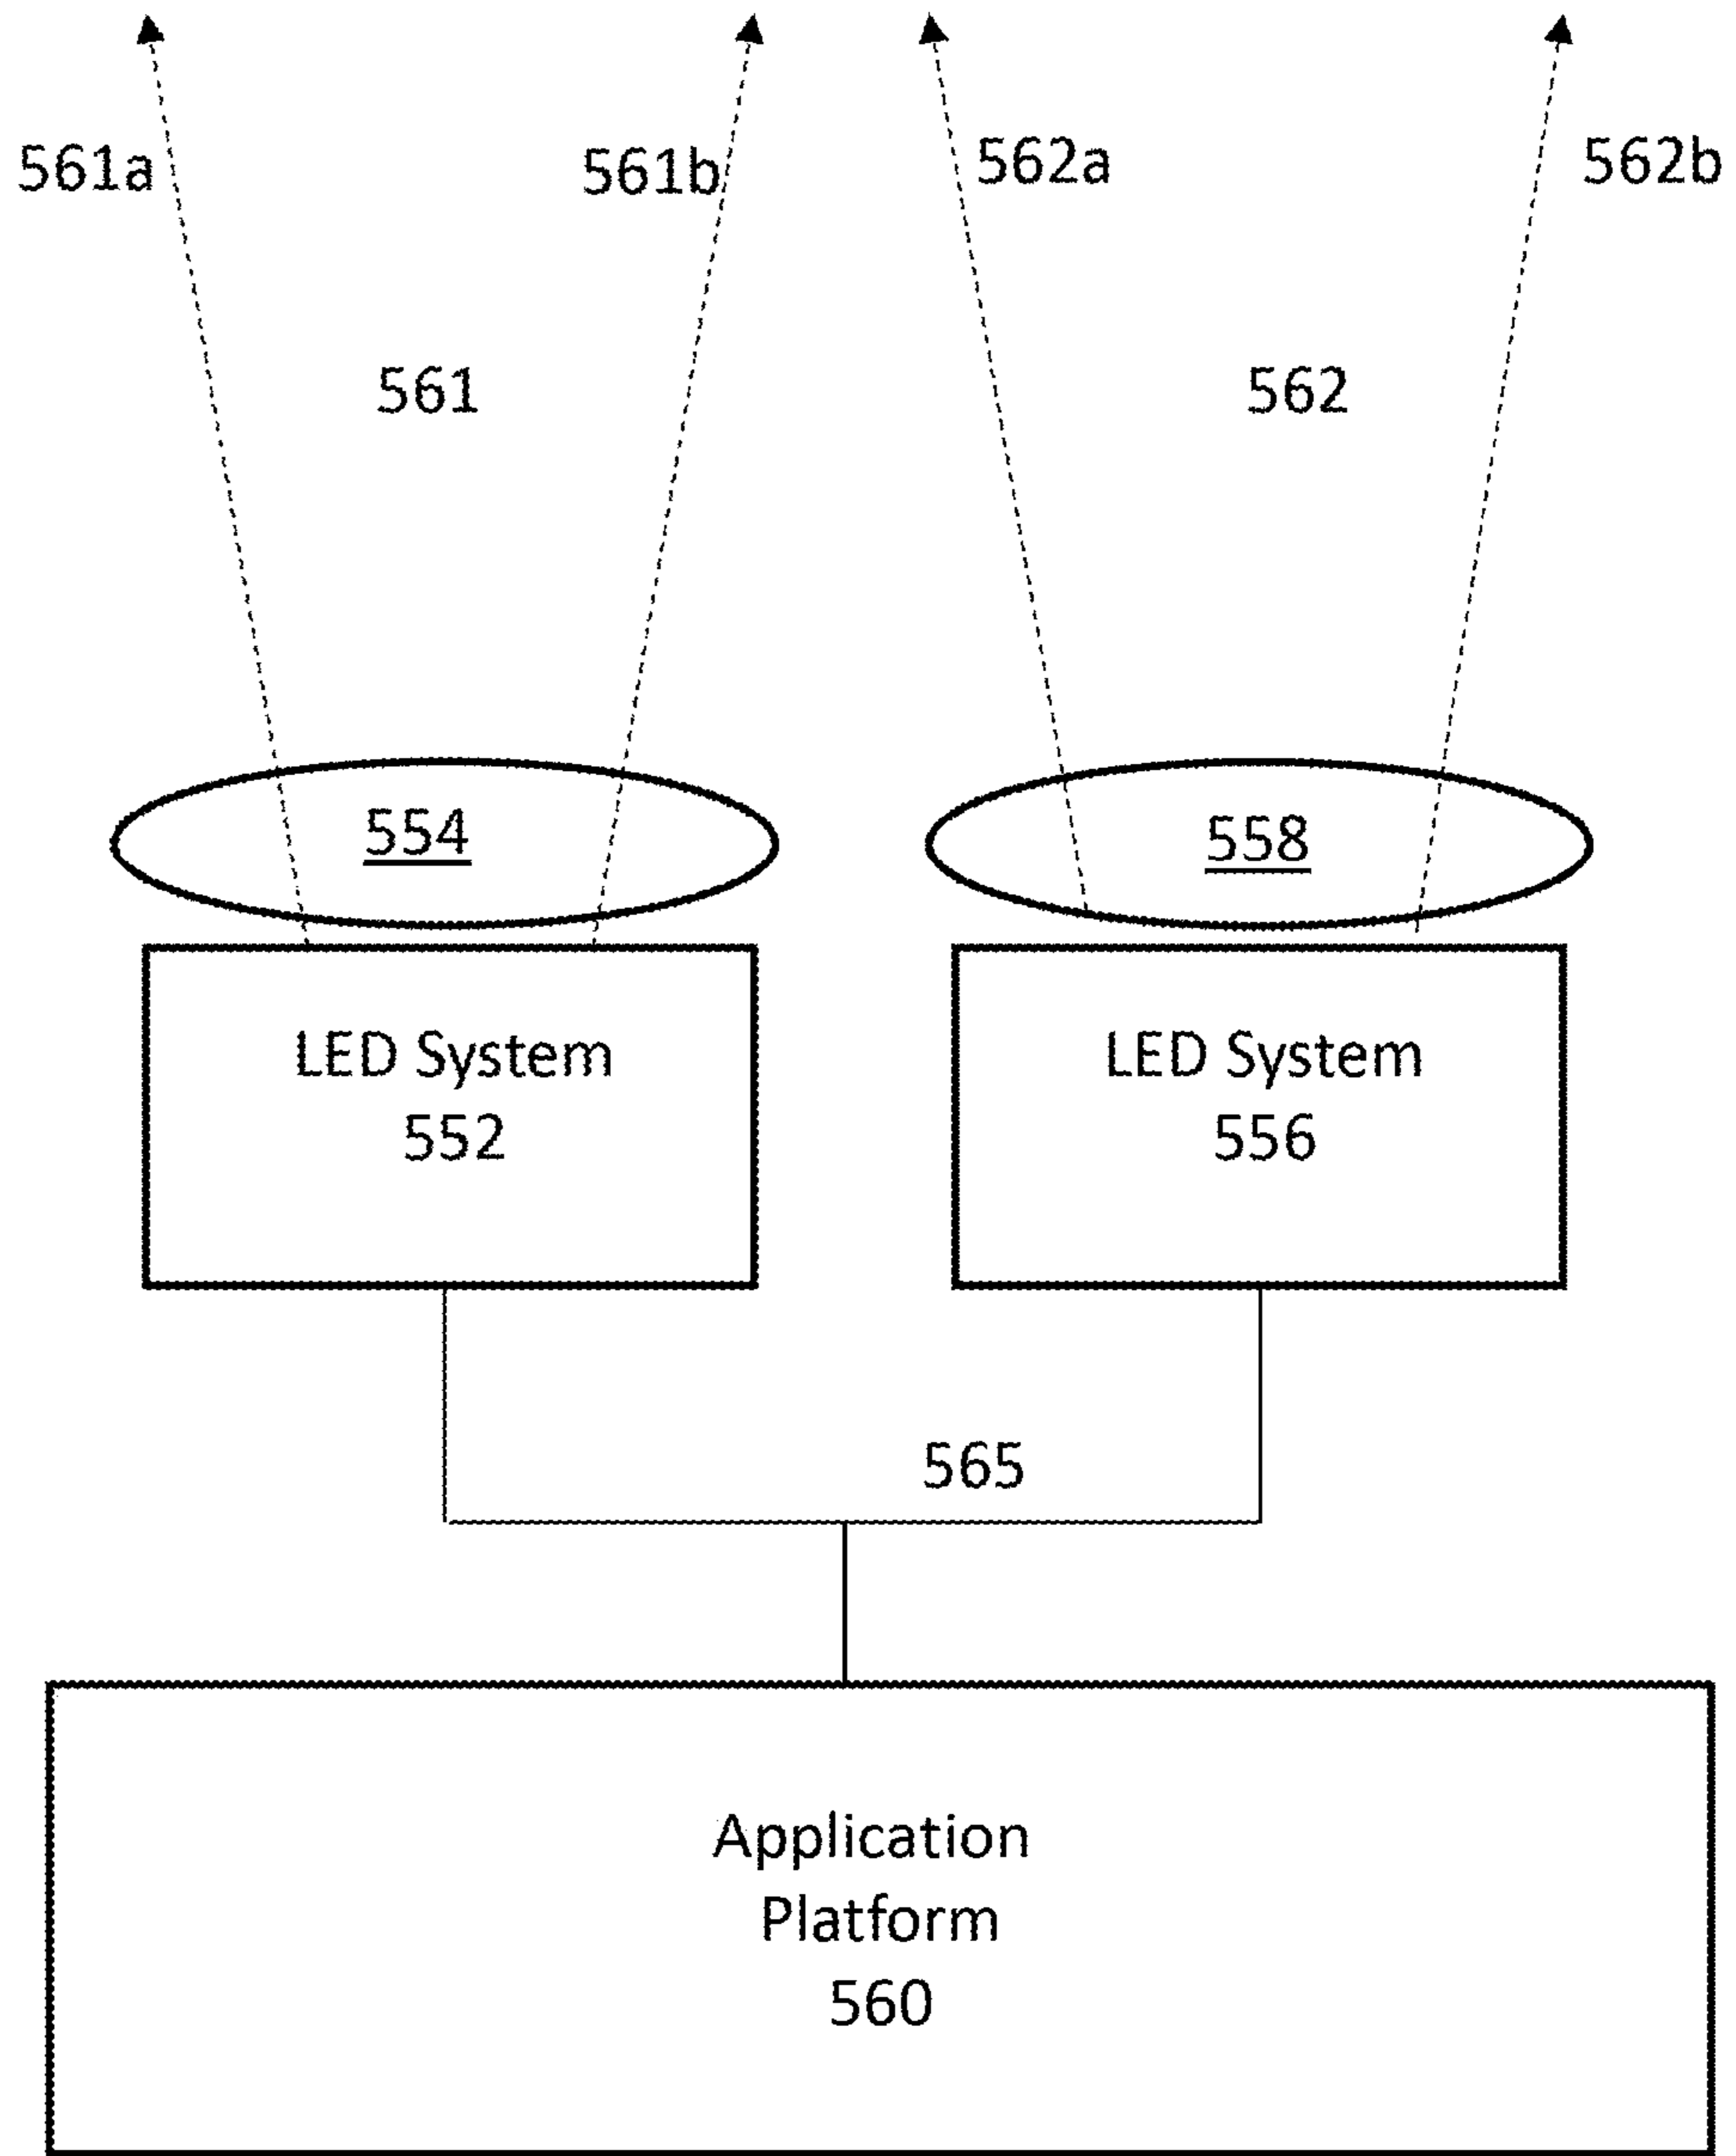 561a
561b
562a
562b
561
562
554
558
LED System
552
LED System
556
565
Application
Platform
560